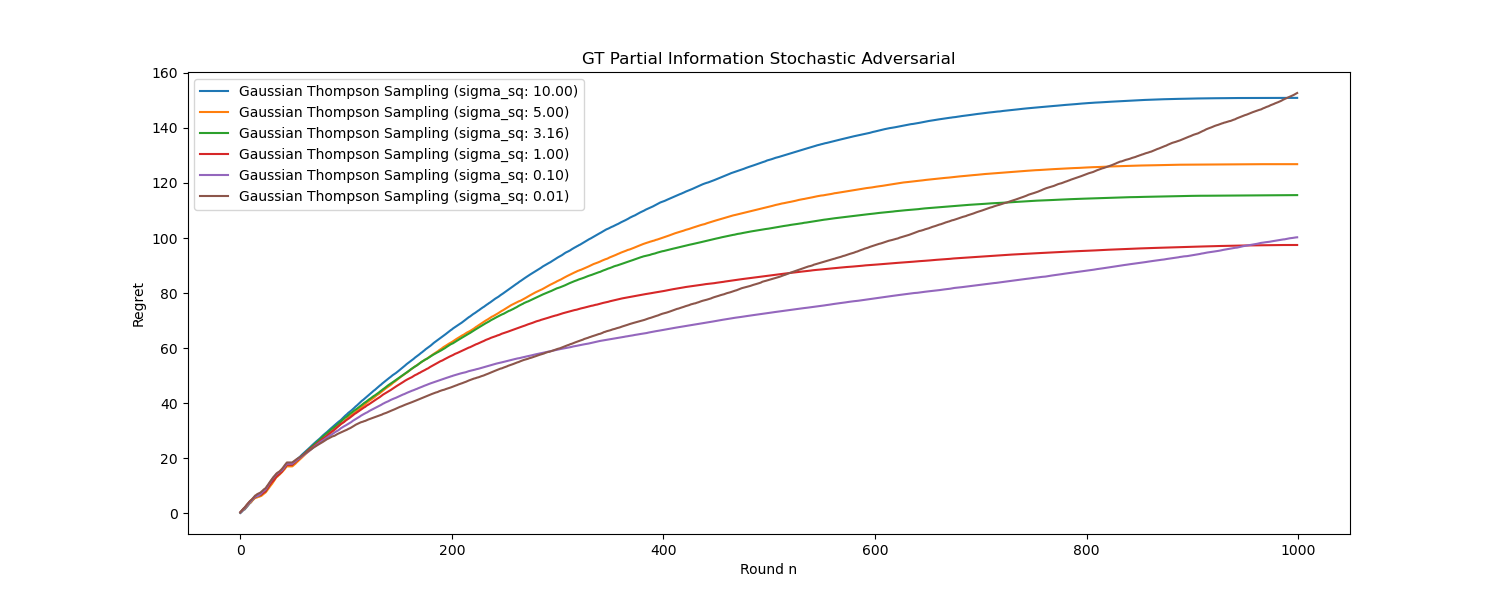 GT Partial Information Stochastic Adversarial
160
140
120
100
80
60
40
20
0
Regret
Gaussian Thompson Sampling (sigma_sq: 10.00)
Gaussian Thompson Sampling (sigma_sq: 5.00)
Gaussian Thompson Sampling (sigma_sq: 3.16)
Gaussian Thompson Sampling (sigma_sq: 1.00)
Gaussian Thompson Sampling (sigma_sq: 0.10)
Gaussian Thompson Sampling (sigma_sq: 0.01)
0 200 400 600 800 1000
Round n